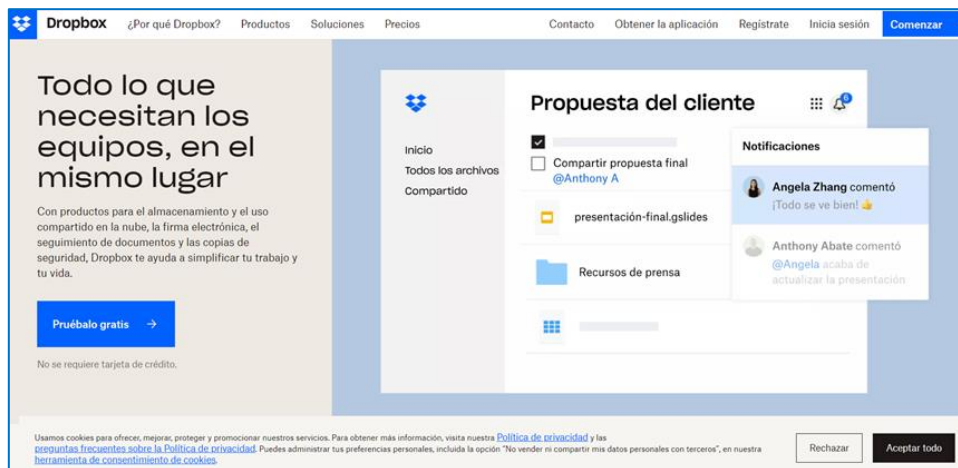 Dropbox ¿Por qué Dropbox? Productos Soluciones Precios Contacto Obtener la aplicación Regístrate Inicia sesión Comenzar
Todo lo que
necesitan los
equipos, en el
mismo lugar
Con productos para el almacenamiento y el uso
compartido en la nube, la firma electrónica, el
seguimiento de documentos y las copias de
seguridad, Dropbox te ayuda a simplificar tu trabajo y
tu vida.
Pruébalo gratis →
No se requiere tarjeta de crédito.
Inicio
Todos los archivos
Compartido
Propuesta del cliente
6
Compartir propuesta final
@Anthony A
presentación-final.gslides
Recursos de prensa
Notificaciones
Angela Zhang comentó
¡Todo se ve bien! 👍
Anthony Abate comentó
@Angela acaba de
actualizar la presentación
Usamos cookies para ofrecer, mejorar, proteger y promocionar nuestros servicios. Para obtener más información, visita nuestra Política de privacidad y las
preguntas frecuentes sobre la Política de privacidad. Puedes administrar tus preferencias personales, incluida la opción "No vender ni compartir mis datos personales con terceros", en nuestra
herramienta de consentimiento de cookies.
Rechazar
Aceptar todo